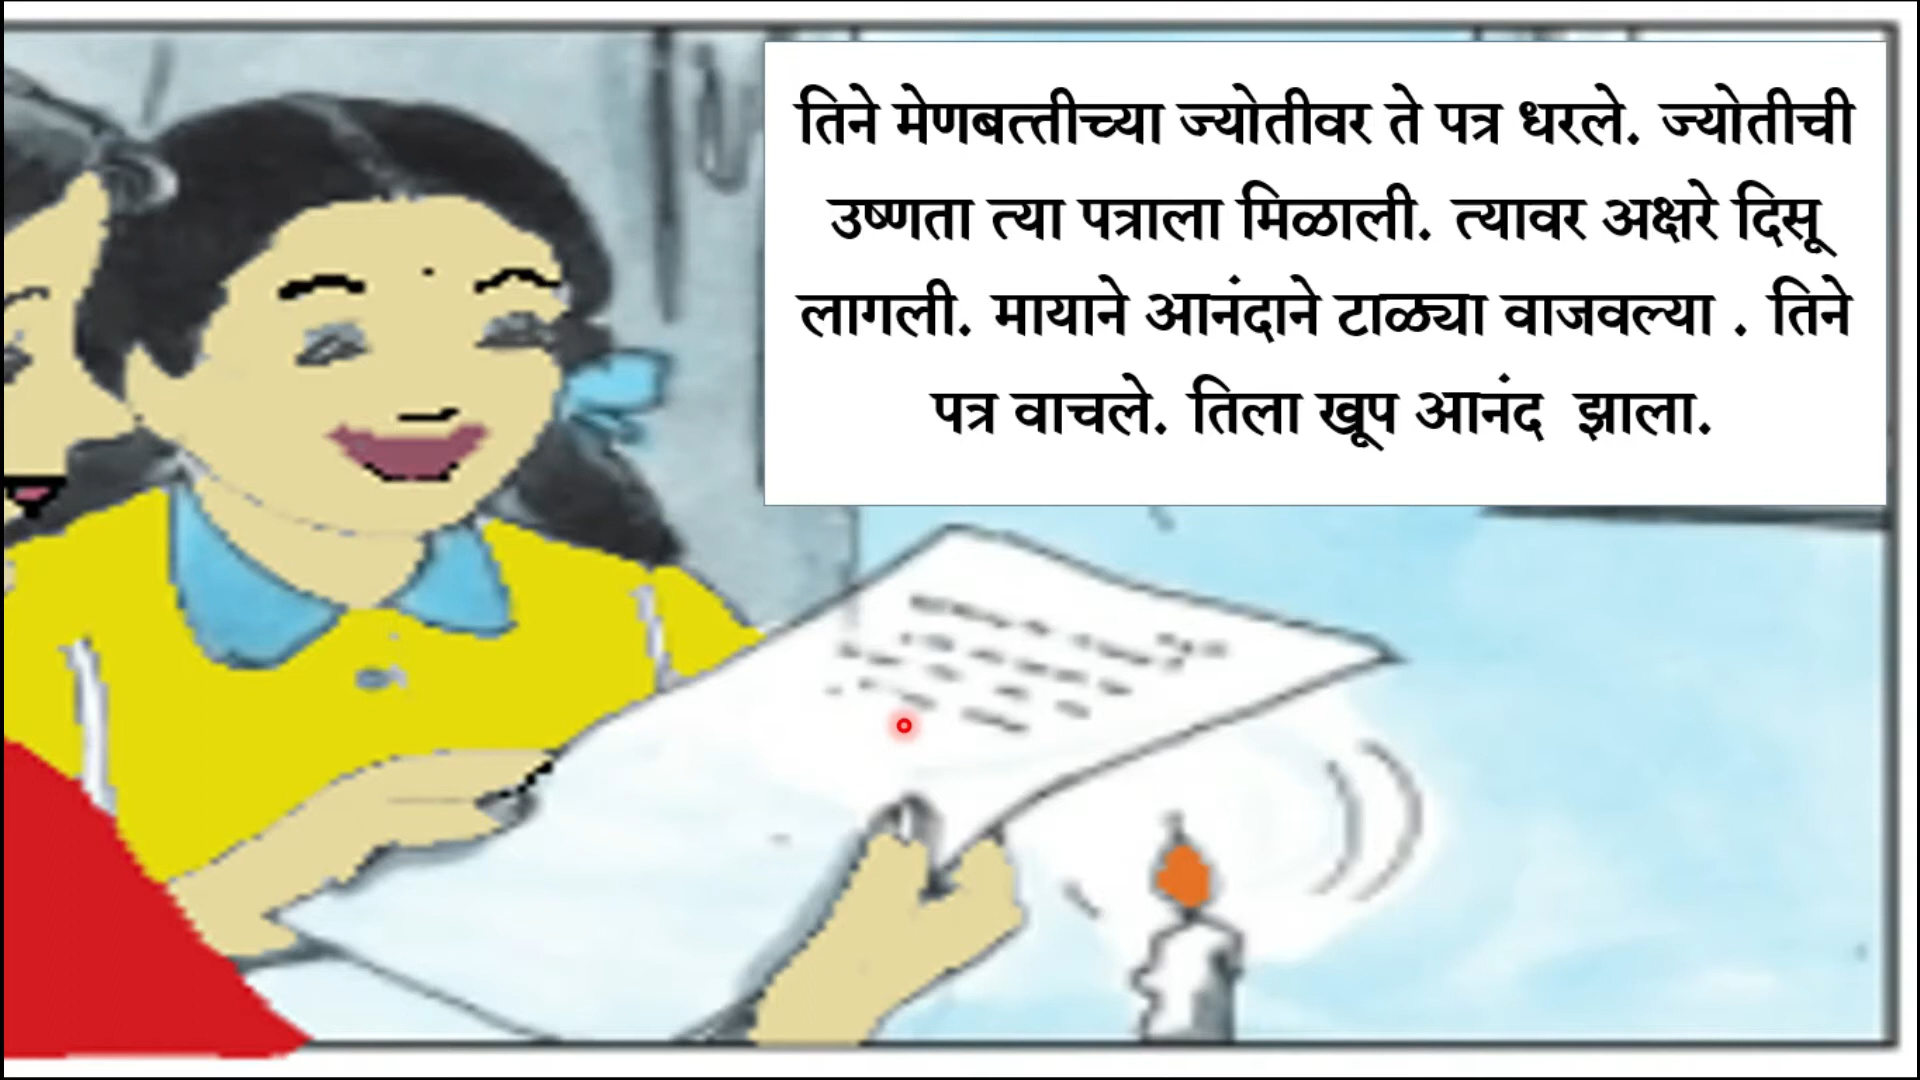 तिने मेणबत्तीच्या ज्योतीवर ते पत्र धरले. ज्योतीची
उष्णता त्या पत्राला मिळाली. त्यावर अक्षरे दिसू
लागली. मायाने आनंदाने टाळ्या वाजवल्या . तिने
पत्र वाचले. तिला खूप आनंद झाला.